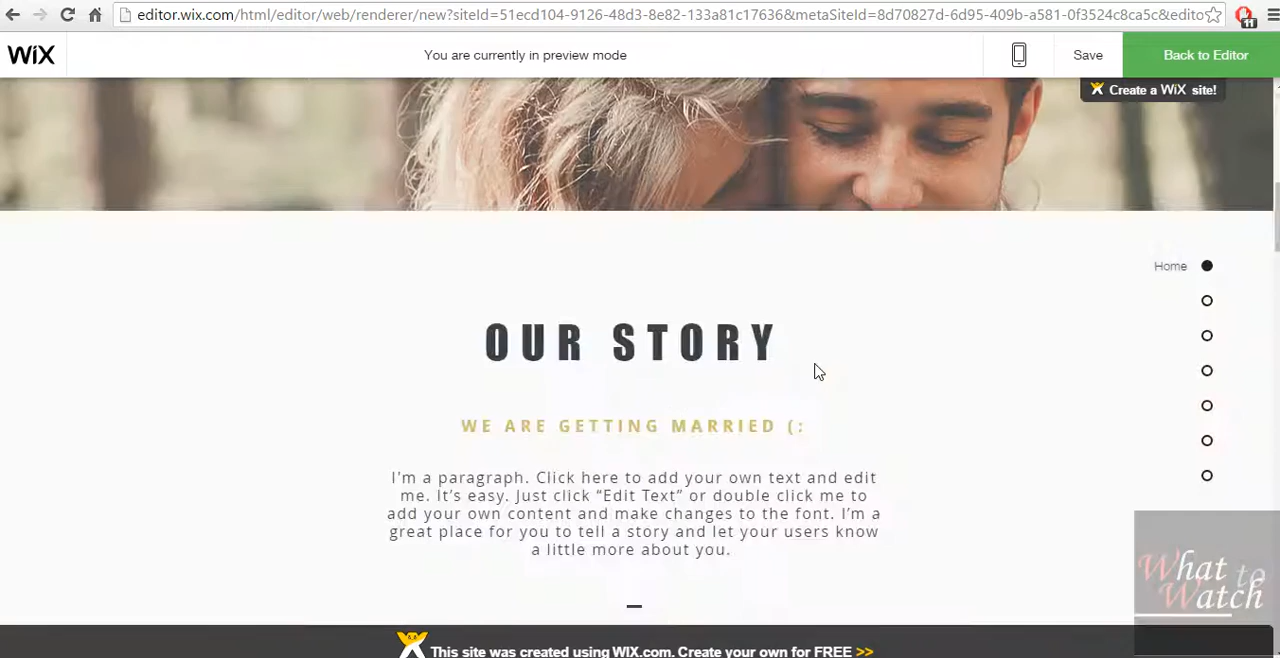 editor.wix.com/html/editor/web/renderer/new?siteId=51ecd104-9126-48d3-8e82-133a81c17636&metaSiteId=8d70827d-6d95-409b-a581-0f3524c8ca5c&edito
11
WiX
You are currently in preview mode
Save
Back to Editor
Create a WiX site!
Home
OUR STORY
WE ARE GETTING MARRIED (:
I'm a paragraph. Click here to add your own text and edit
me. It's easy. Just click “Edit Text” or double click me to
add your own content and make changes to the font. I’m a
great place for you to tell a story and let your users know
a little more about you.
What to
Watch
This site was created using WIX.com. Create your own for FREE >>